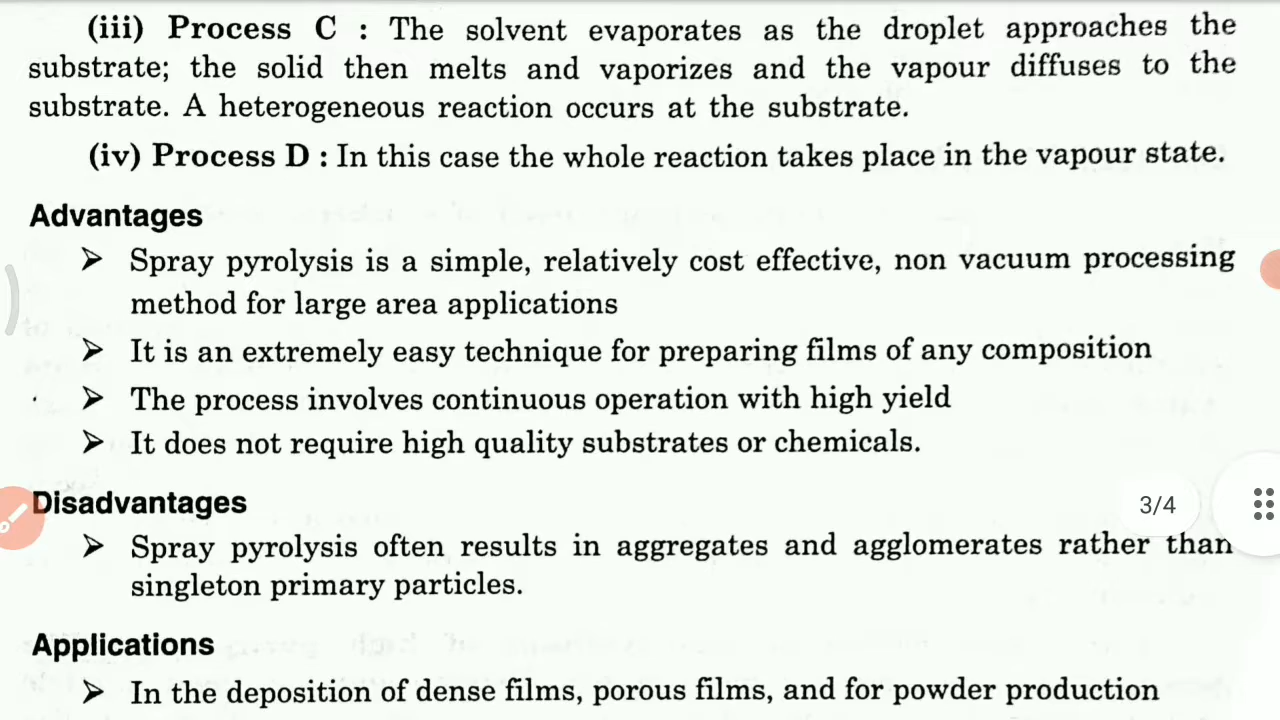 (iii) Process C : The solvent evaporates as the droplet approaches the
substrate; the solid then melts and vaporizes and the vapour diffuses to the
substrate. A heterogeneous reaction occurs at the substrate.
(iv) Process D : In this case the whole reaction takes place in the vapour state.
Advantages
➤ Spray pyrolysis is a simple, relatively cost effective, non vacuum processing
method for large area applications
➤ It is an extremely easy technique for preparing films of any composition
➤ The process involves continuous operation with high yield
➤ It does not require high quality substrates or chemicals.
Disadvantages
3/4
➤ Spray pyrolysis often results in aggregates and agglomerates rather than
singleton primary particles.
Applications
➤ In the deposition of dense films, porous films, and for powder production